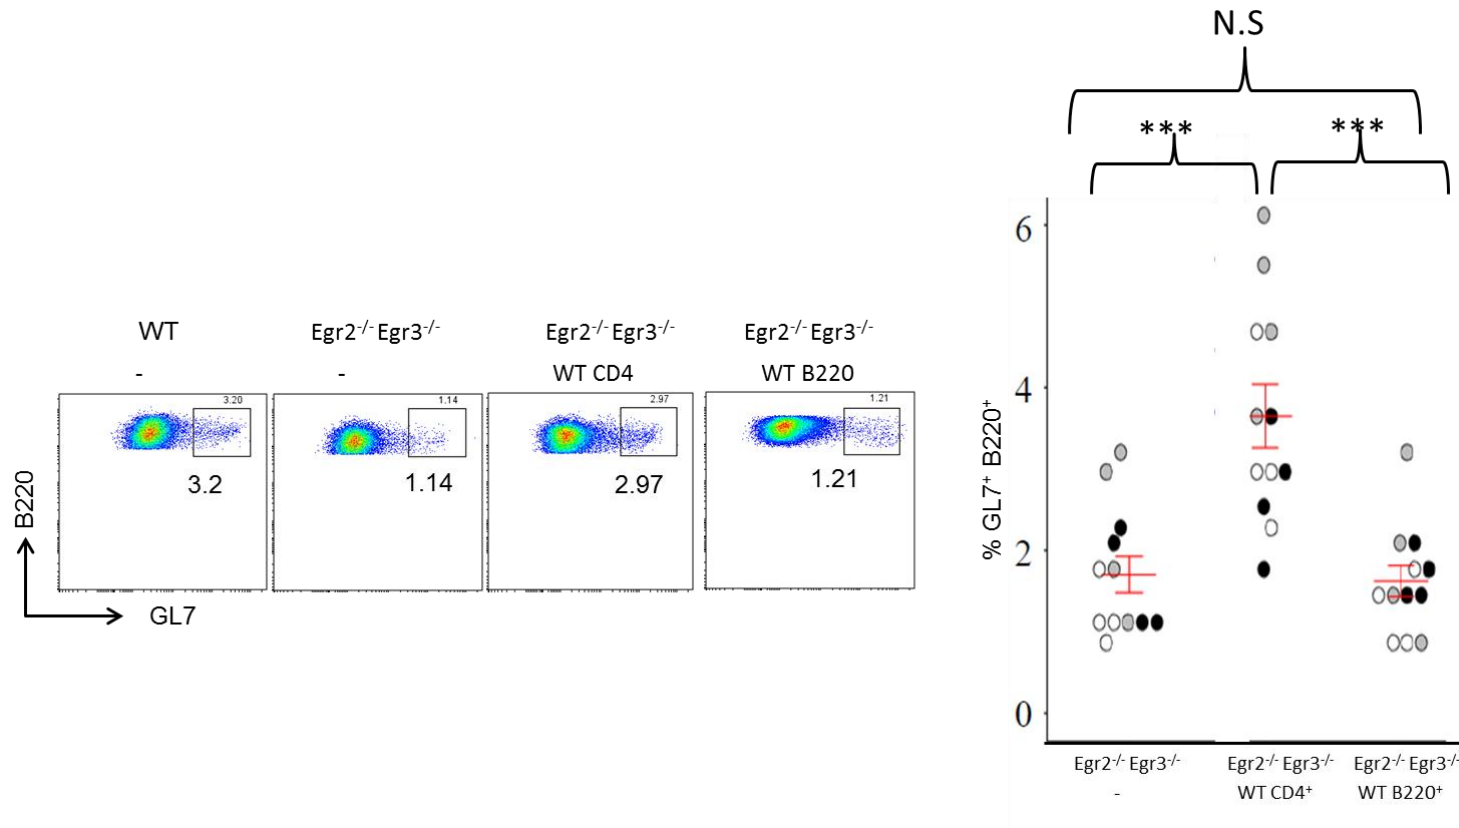 N.S
*** ***
WT Egr2-/- Egr3-/- Egr2-/- Egr3-/- Egr2-/- Egr3-/-
- - WT CD4 WT B220
3.20 1.14 2.97 1.21
3.2 1.14 2.97 1.21
B220
GL7
% GL7+ B220+
6
4
2
0
Egr2-/- Egr3-/- Egr2-/- Egr3-/- Egr2-/- Egr3-/-
- WT CD4+ WT B220+